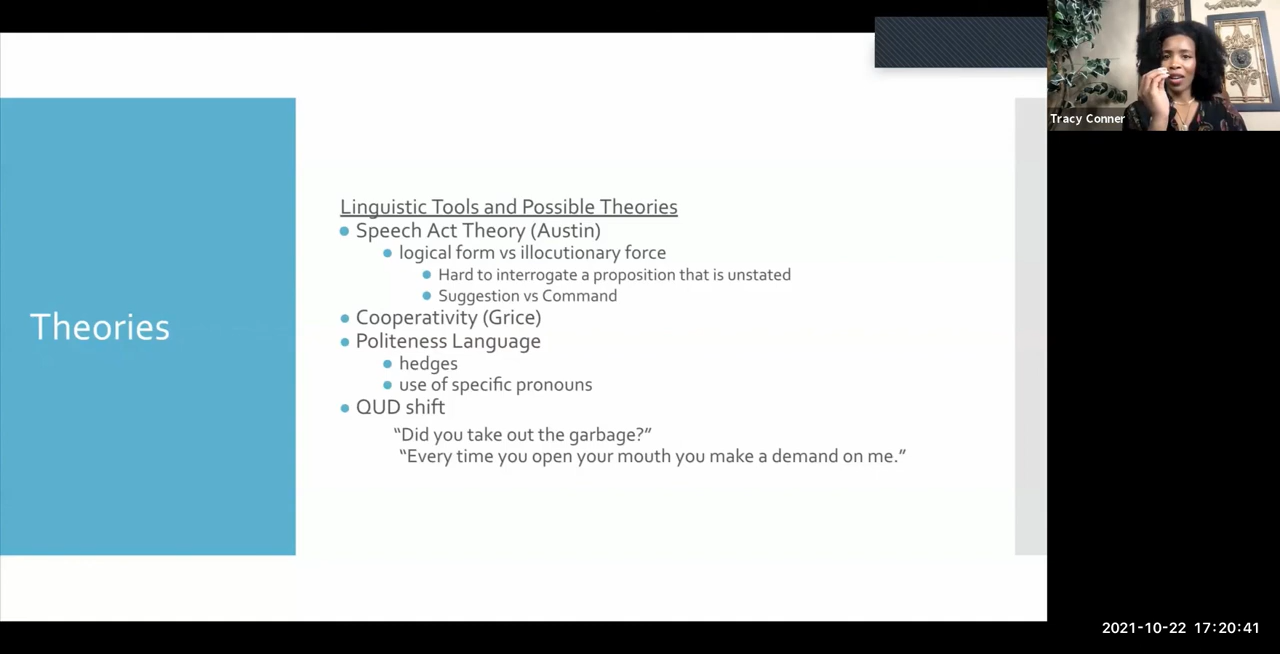 Tracy Conner
Theories
Linguistic Tools and Possible Theories
Speech Act Theory (Austin)
logical form vs illocutionary force
Hard to interrogate a proposition that is unstated
Suggestion vs Command
Cooperativity (Grice)
Politeness Language
hedges
use of specific pronouns
QUD shift
“Did you take out the garbage?”
“Every time you open your mouth you make a demand on me.”
2021-10-22 17:20:41